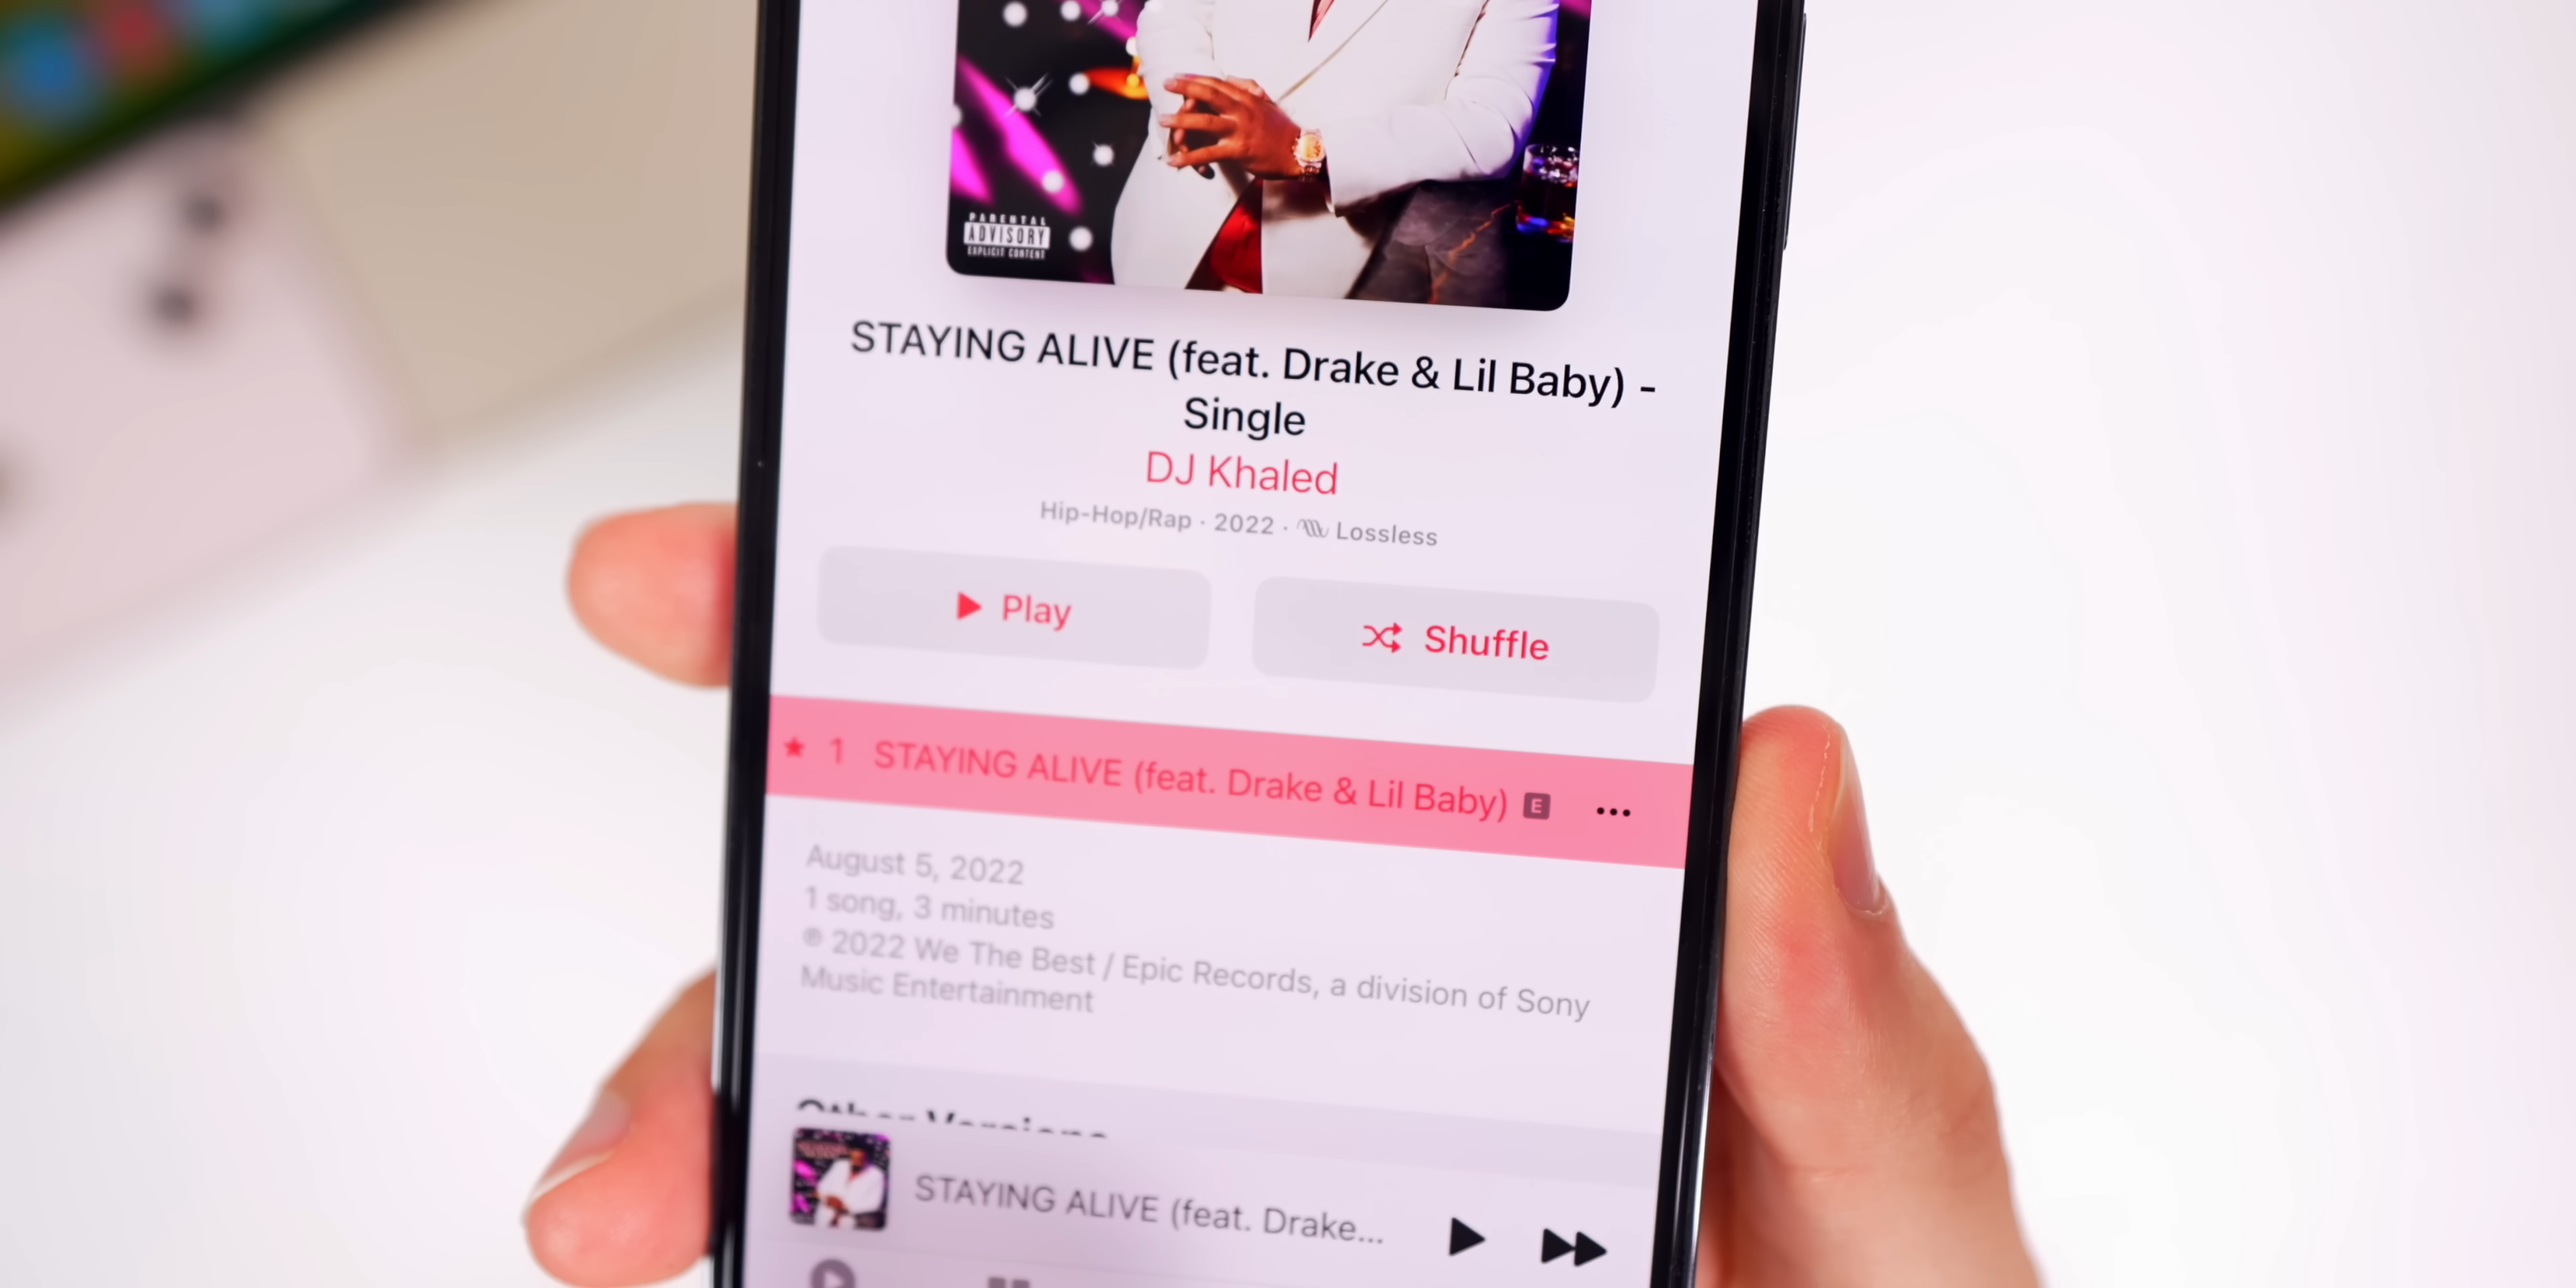 PARENTAL
ADVISORY
EXPLICIT CONTENT
STAYING ALIVE (feat. Drake & Lil Baby) -
Single
DJ Khaled
Hip-Hop/Rap · 2022 · Lossless
Play
Shuffle
★ 1 STAYING ALIVE (feat. Drake & Lil Baby) E ...
August 5, 2022
1 song, 3 minutes
℗ 2022 We The Best / Epic Records, a division of Sony
Music Entertainment
Other Versions
STAYING ALIVE (feat. Drake...